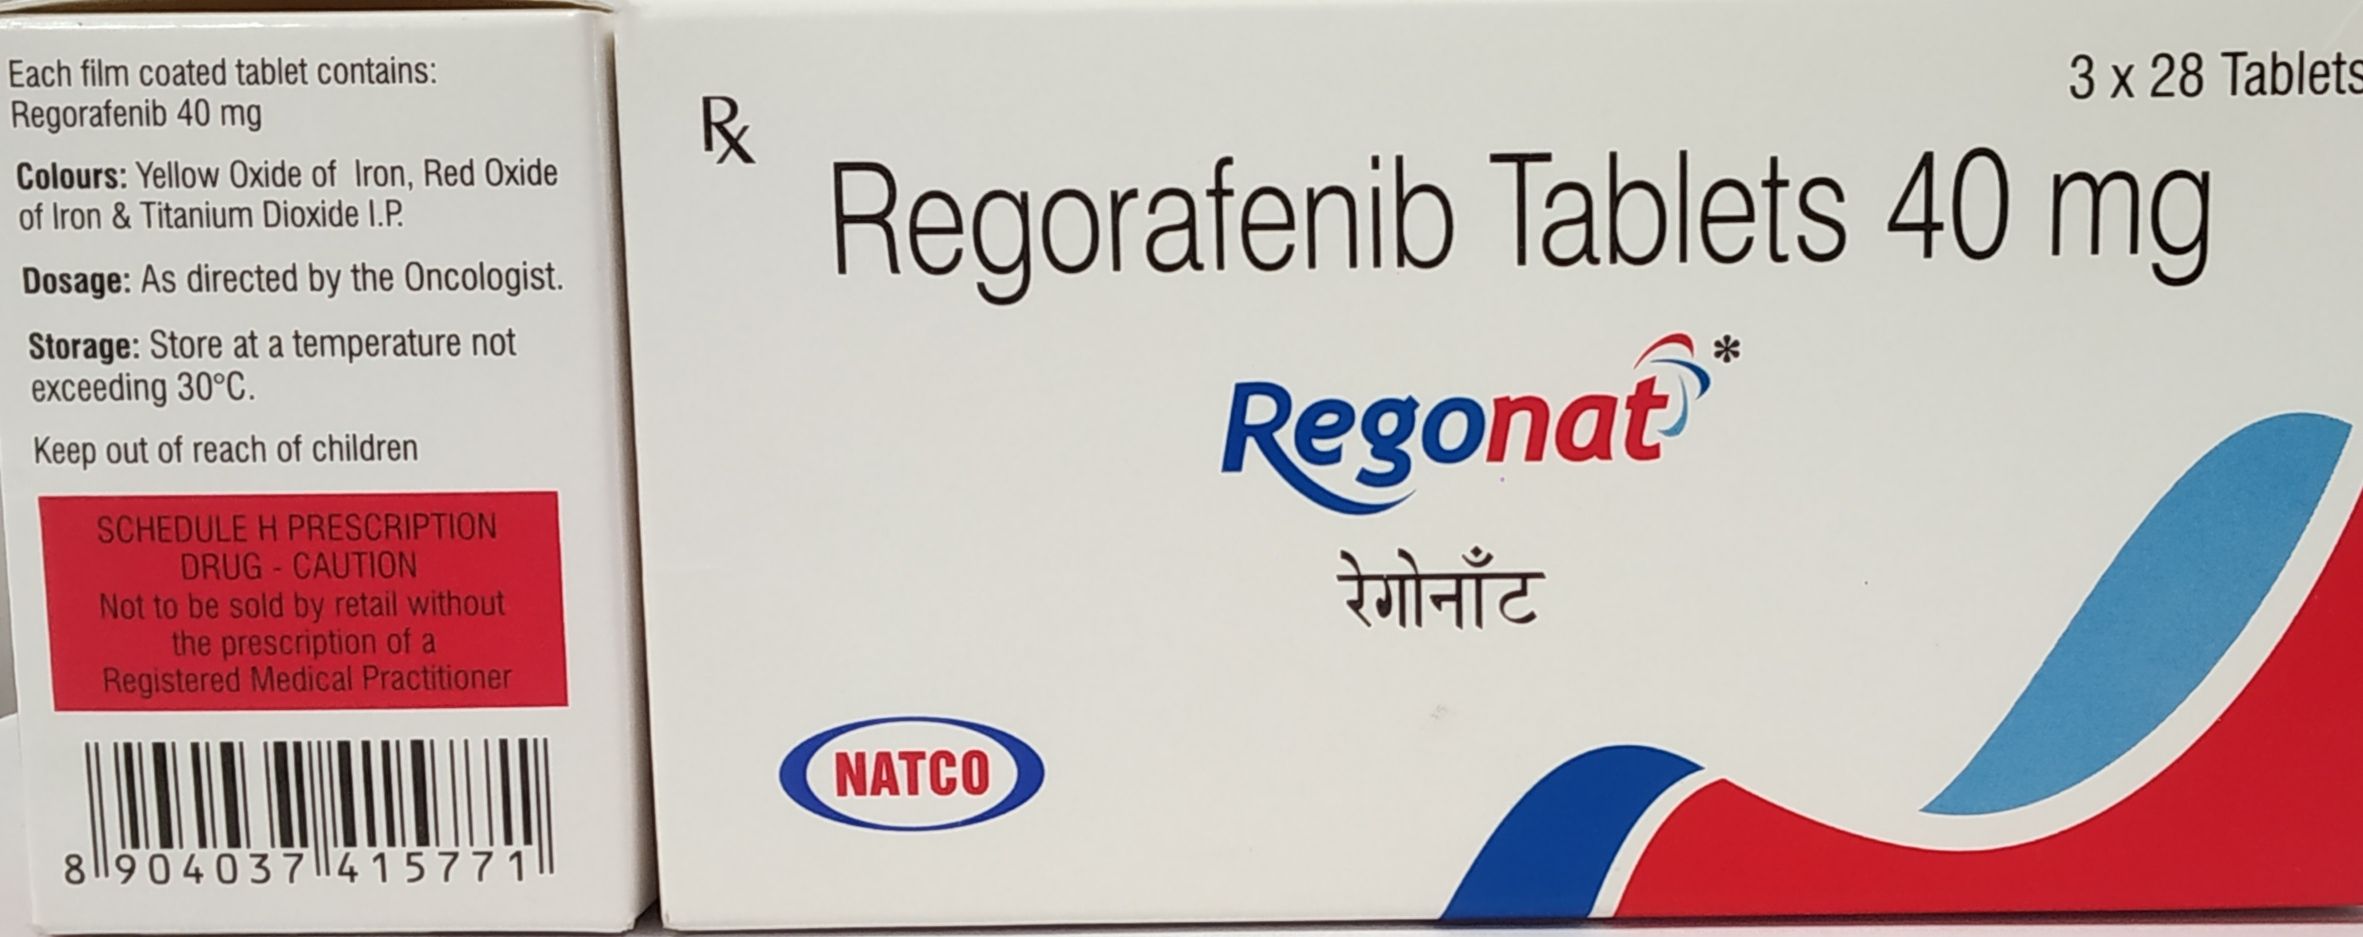 Each film coated tablet contains:
Regorafenib 40 mg
Colours: Yellow Oxide of Iron, Red Oxide
of Iron & Titanium Dioxide I.P.
Dosage: As directed by the Oncologist.
Storage: Store at a temperature not
exceeding 30°C.
Keep out of reach of children
SCHEDULE H PRESCRIPTION
DRUG - CAUTION
Not to be sold by retail without
the prescription of a
Registered Medical Practitioner
8 904037 415771
3 x 28 Tablets
Rx
Regorafenib Tablets 40 mg
Regonat*
रेगोनाँट
NATCO